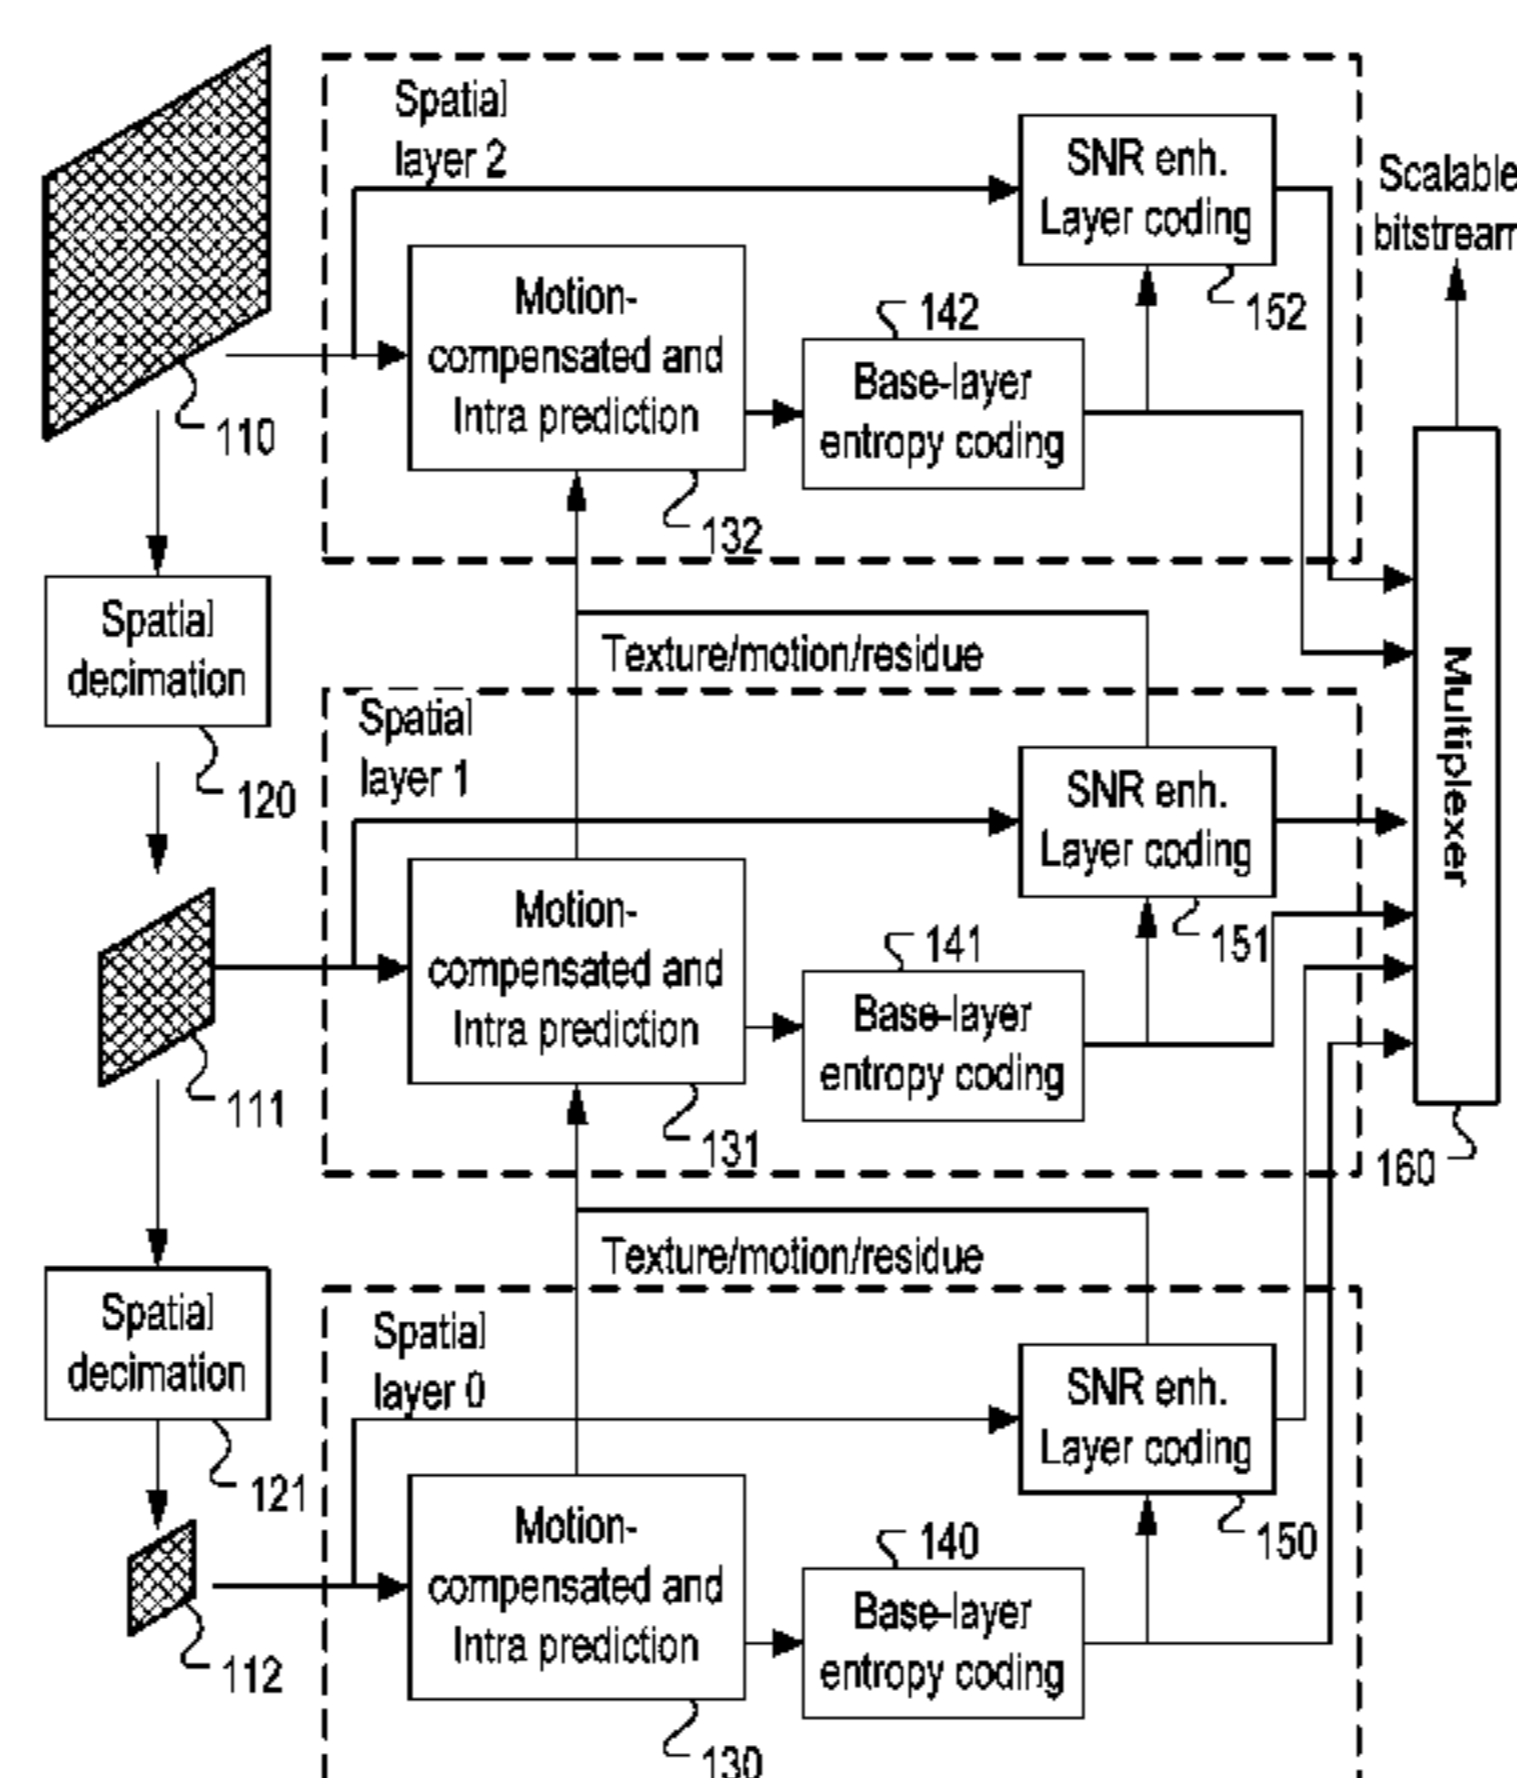 Spatial
layer 2
SNR enh.
Layer coding
Scalable
bitstream
152
Motion-
compensated and
Intra prediction
142
Base-layer
entropy coding
110
132
Spatial
decimation
120
Texture/motion/residue
Multiplexer
Spatial
layer 1
SNR enh.
Layer coding
151
Motion-
compensated and
Intra prediction
141
Base-layer
entropy coding
111
131
160
Texture/motion/residue
Spatial
decimation
121
Spatial
layer 0
SNR enh.
Layer coding
150
Motion-
compensated and
Intra prediction
140
Base-layer
entropy coding
112
130